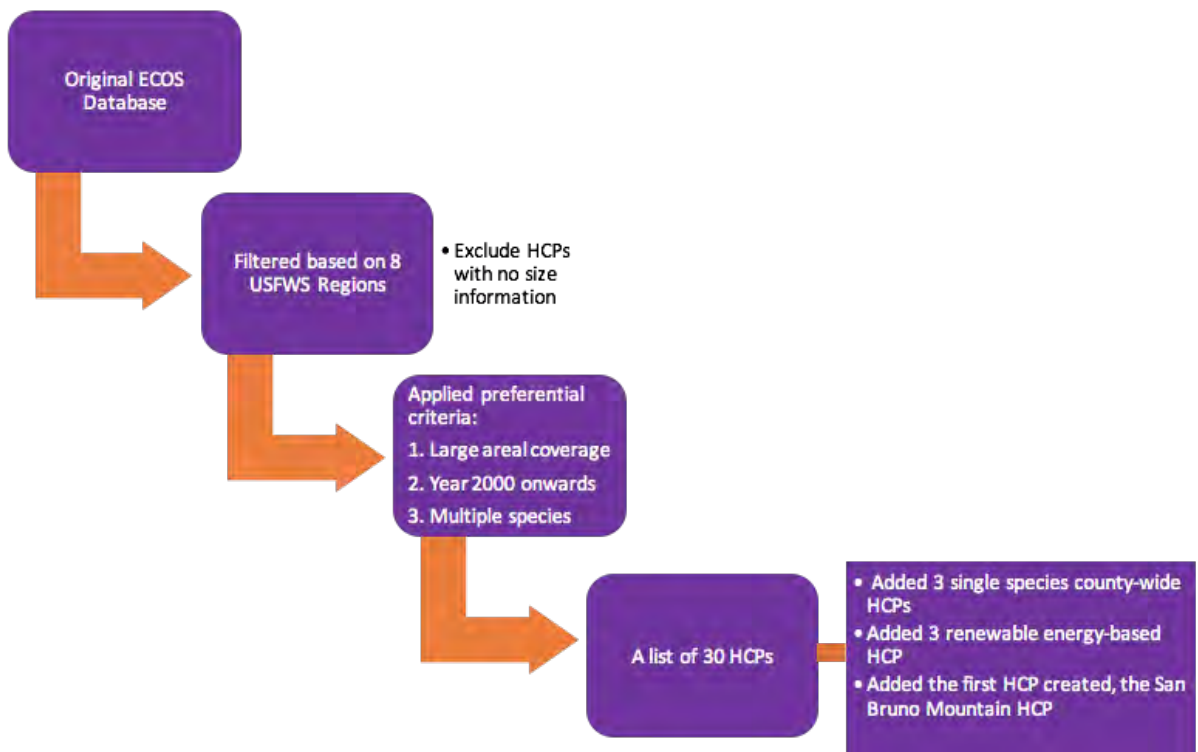 Original ECOS
Database
Filtered based on 8
USFWS Regions
• Exclude HCPs
with no size
information
Applied preferential
criteria:
1. Large areal coverage
2. Year 2000 onwards
3. Multiple species
A list of 30 HCPs
• Added 3 single species county-wide
HCPs
• Added 3 renewable energy-based
HCP
• Added the first HCP created, the San
Bruno Mountain HCP